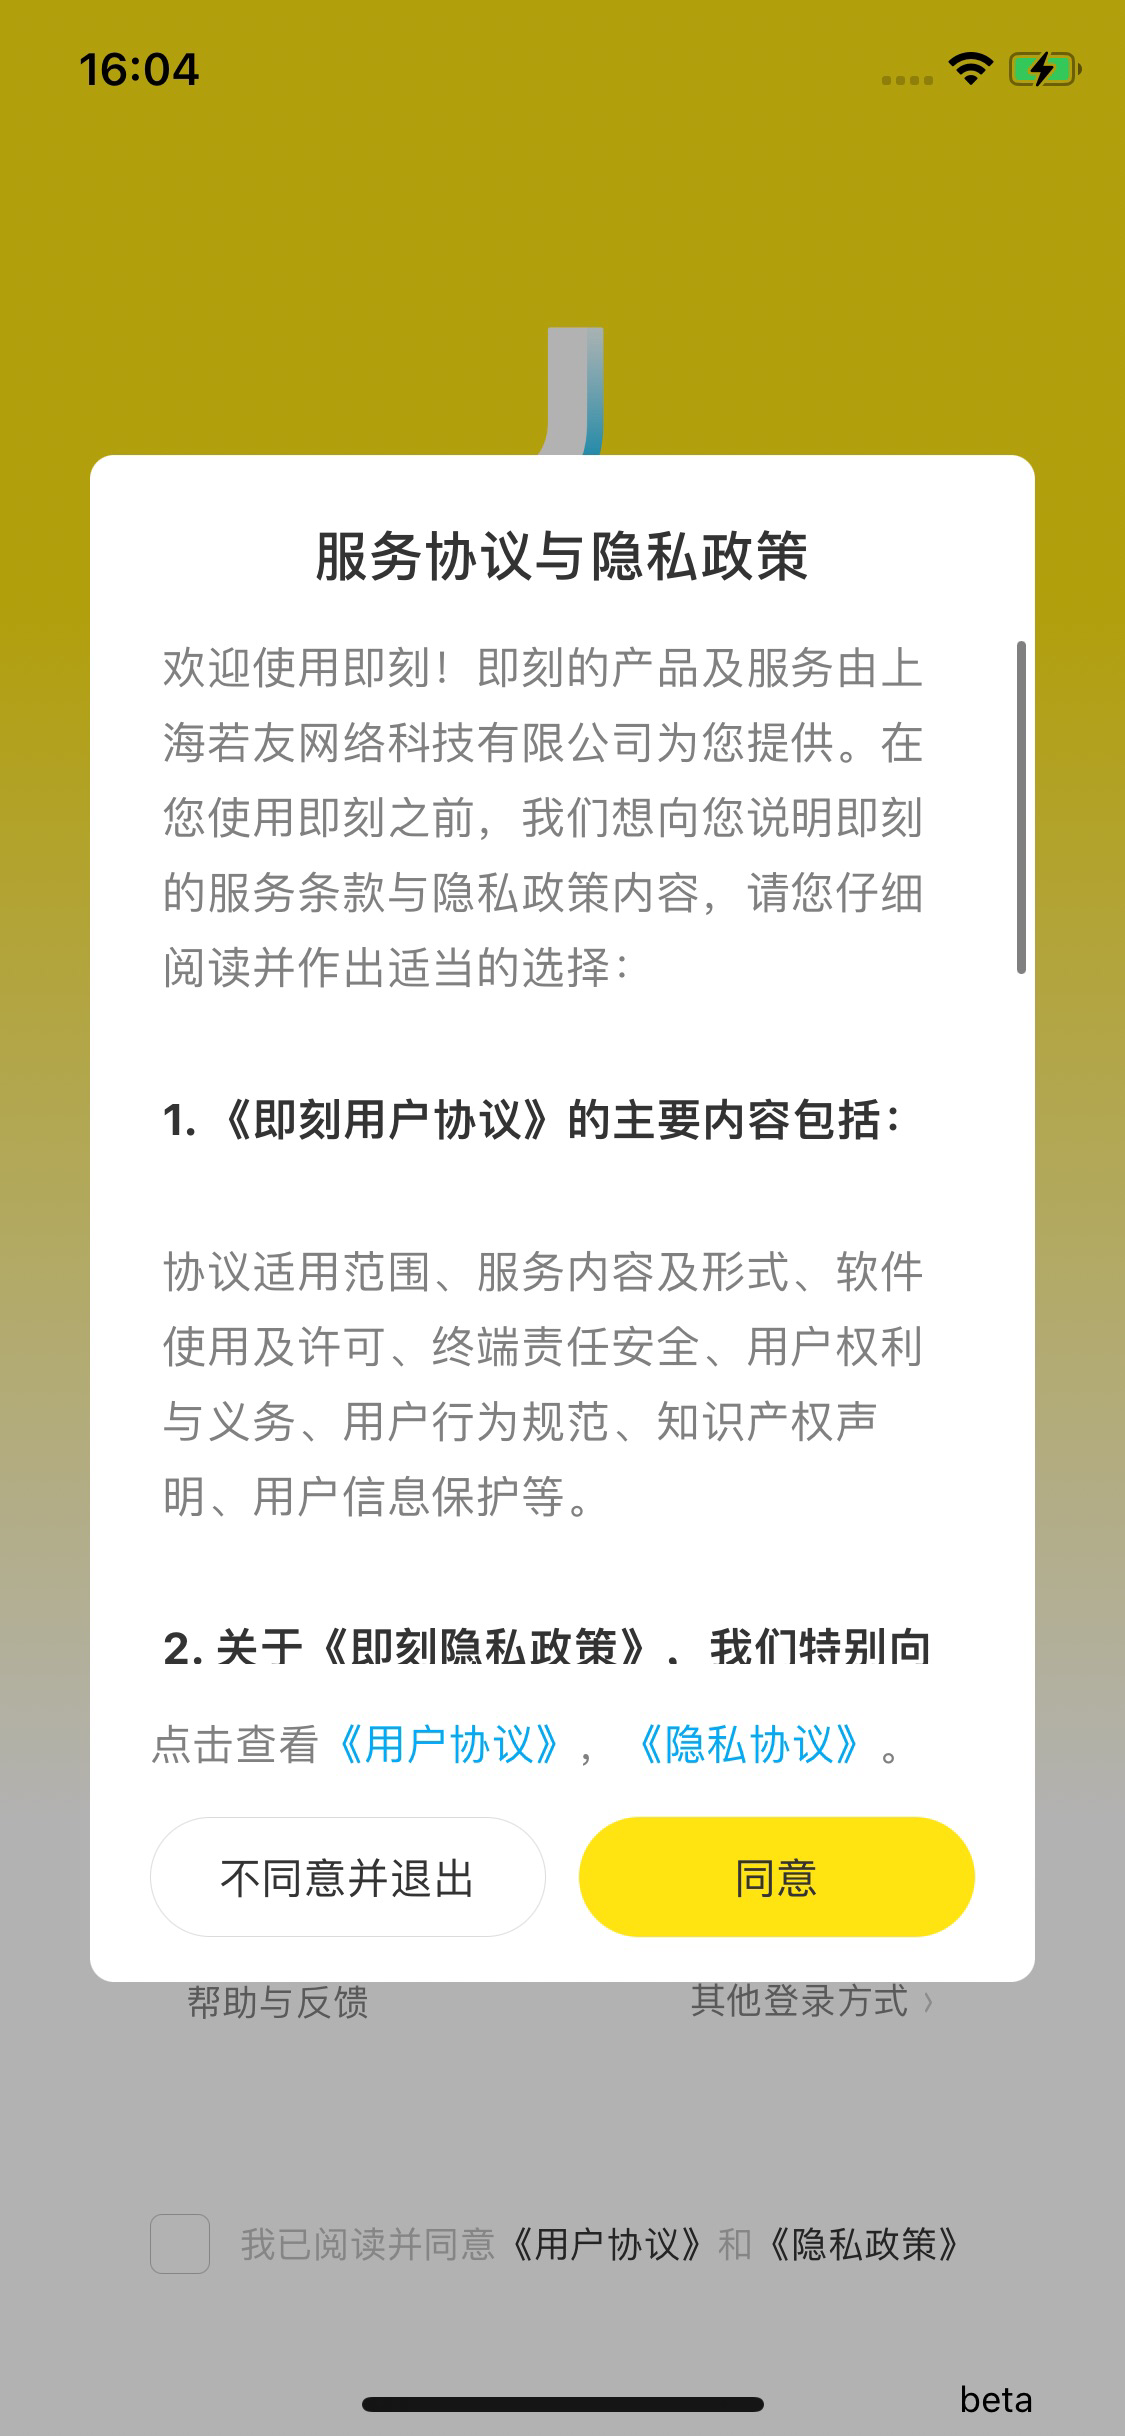 16:04
服务协议与隐私政策
欢迎使用即刻！即刻的产品及服务由上
海若友网络科技有限公司为您提供。在
您使用即刻之前，我们想向您说明即刻
的服务条款与隐私政策内容，请您仔细
阅读并作出适当的选择：
1. 《即刻用户协议》的主要内容包括：
协议适用范围、服务内容及形式、软件
使用及许可、终端责任安全、用户权利
与义务、用户行为规范、知识产权声
明、用户信息保护等。
2. 关于《即刻隐私政策》，我们特别向
点击查看《用户协议》，《隐私协议》。
不同意并退出
同意
帮助与反馈
其他登录方式 〉
我已阅读并同意《用户协议》和《隐私政策》
beta